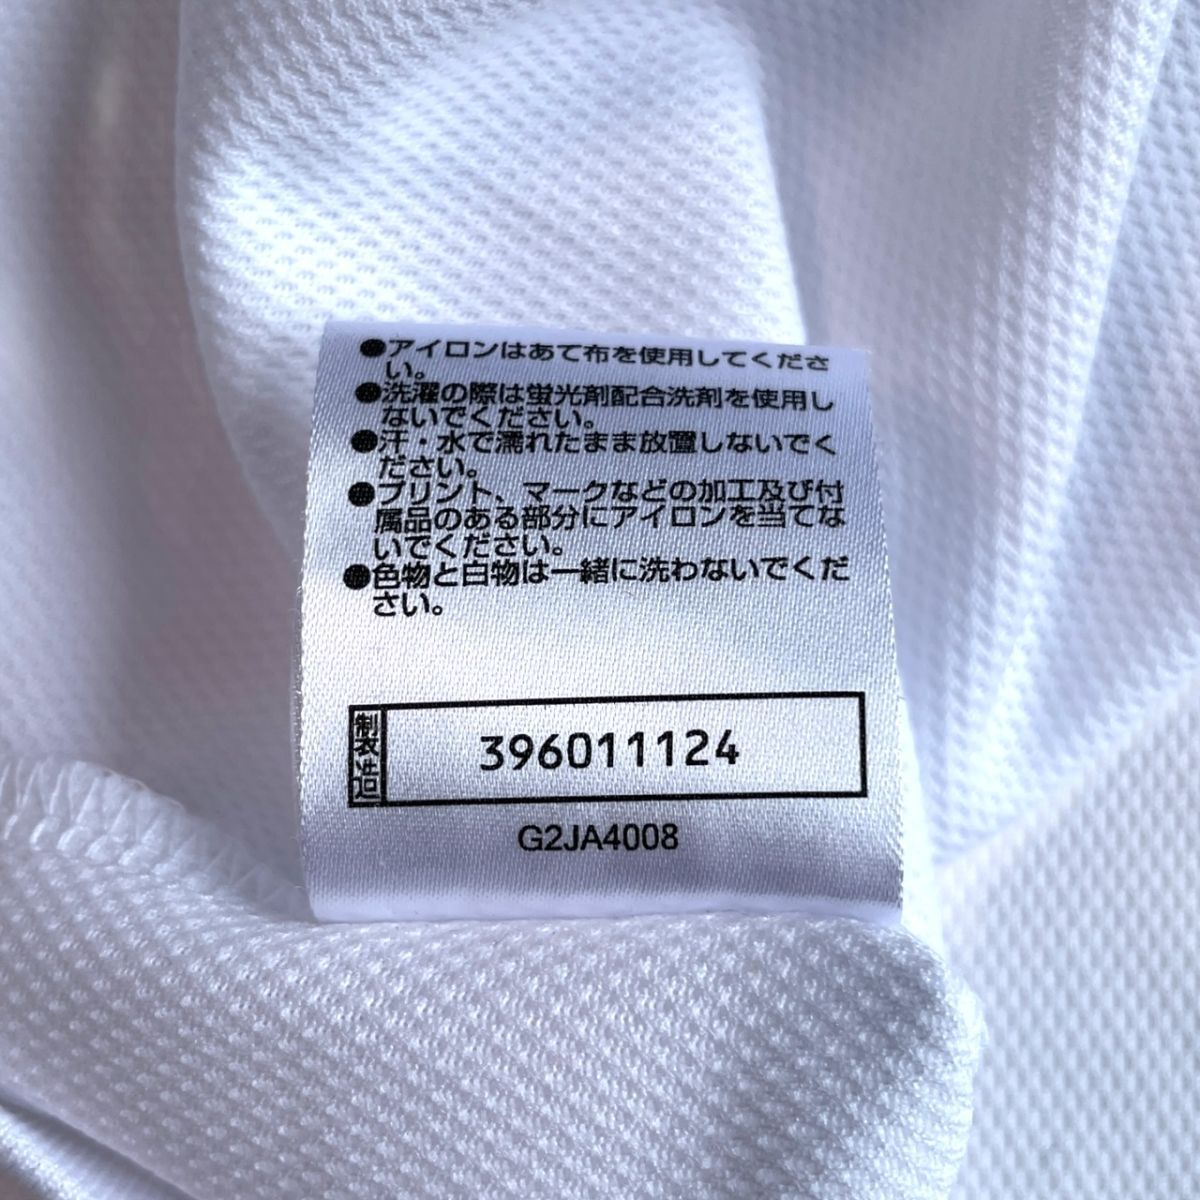 ●アイロンはあて布を使用してくださ
い。
●洗濯の際は蛍光剤配合洗剤を使用し
ないでください。
●汗・水で濡れたまま放置しないでく
ださい。
●プリント、マークなどの加工及び付
属品のある部分にアイロンを当てな
いでください。
●色物と白物は一緒に洗わないでくだ
さい。
製造 396011124
G2JA4008